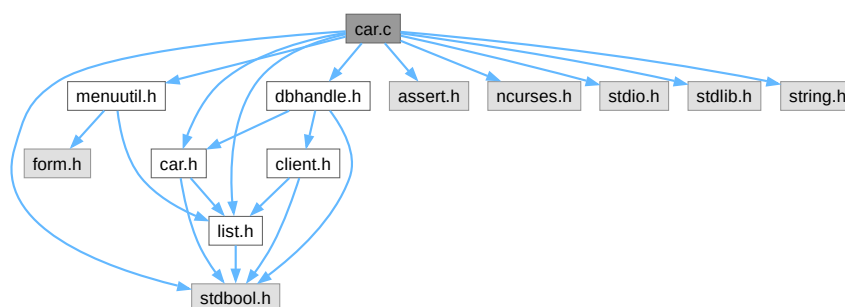 car.c
menuutil.h
dbhandle.h
assert.h
ncurses.h
stdio.h
stdlib.h
string.h
form.h
car.h
client.h
list.h
stdbool.h